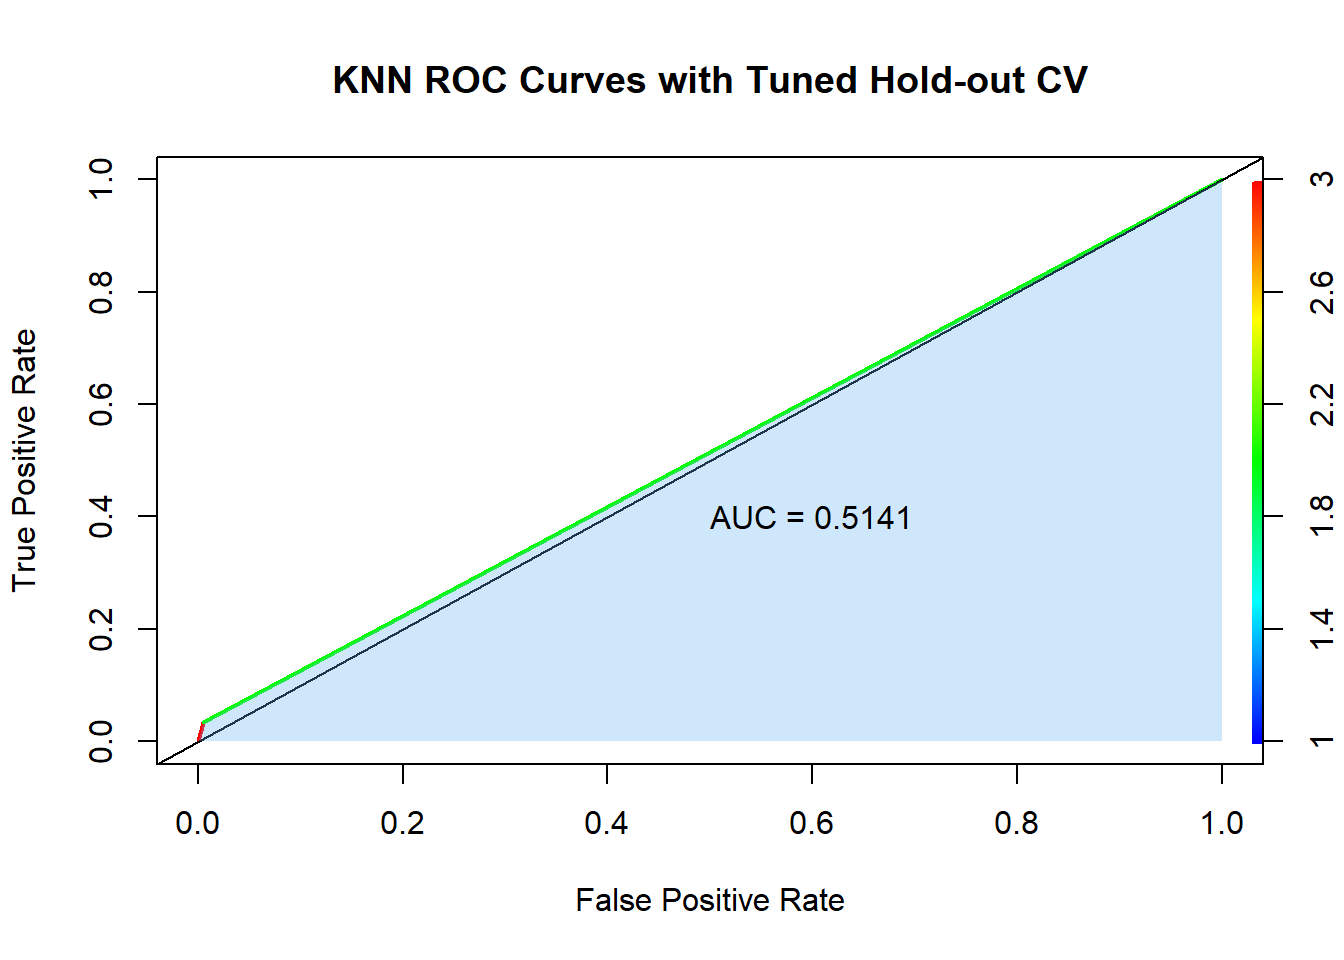 KNN ROC Curves with Tuned Hold-out CV
True Positive Rate
1.0
0.8
0.6
0.4
0.2
0.0
AUC = 0.5141
3
2.6
2.2
1.8
1.4
1
0.0 0.2 0.4 0.6 0.8 1.0
False Positive Rate